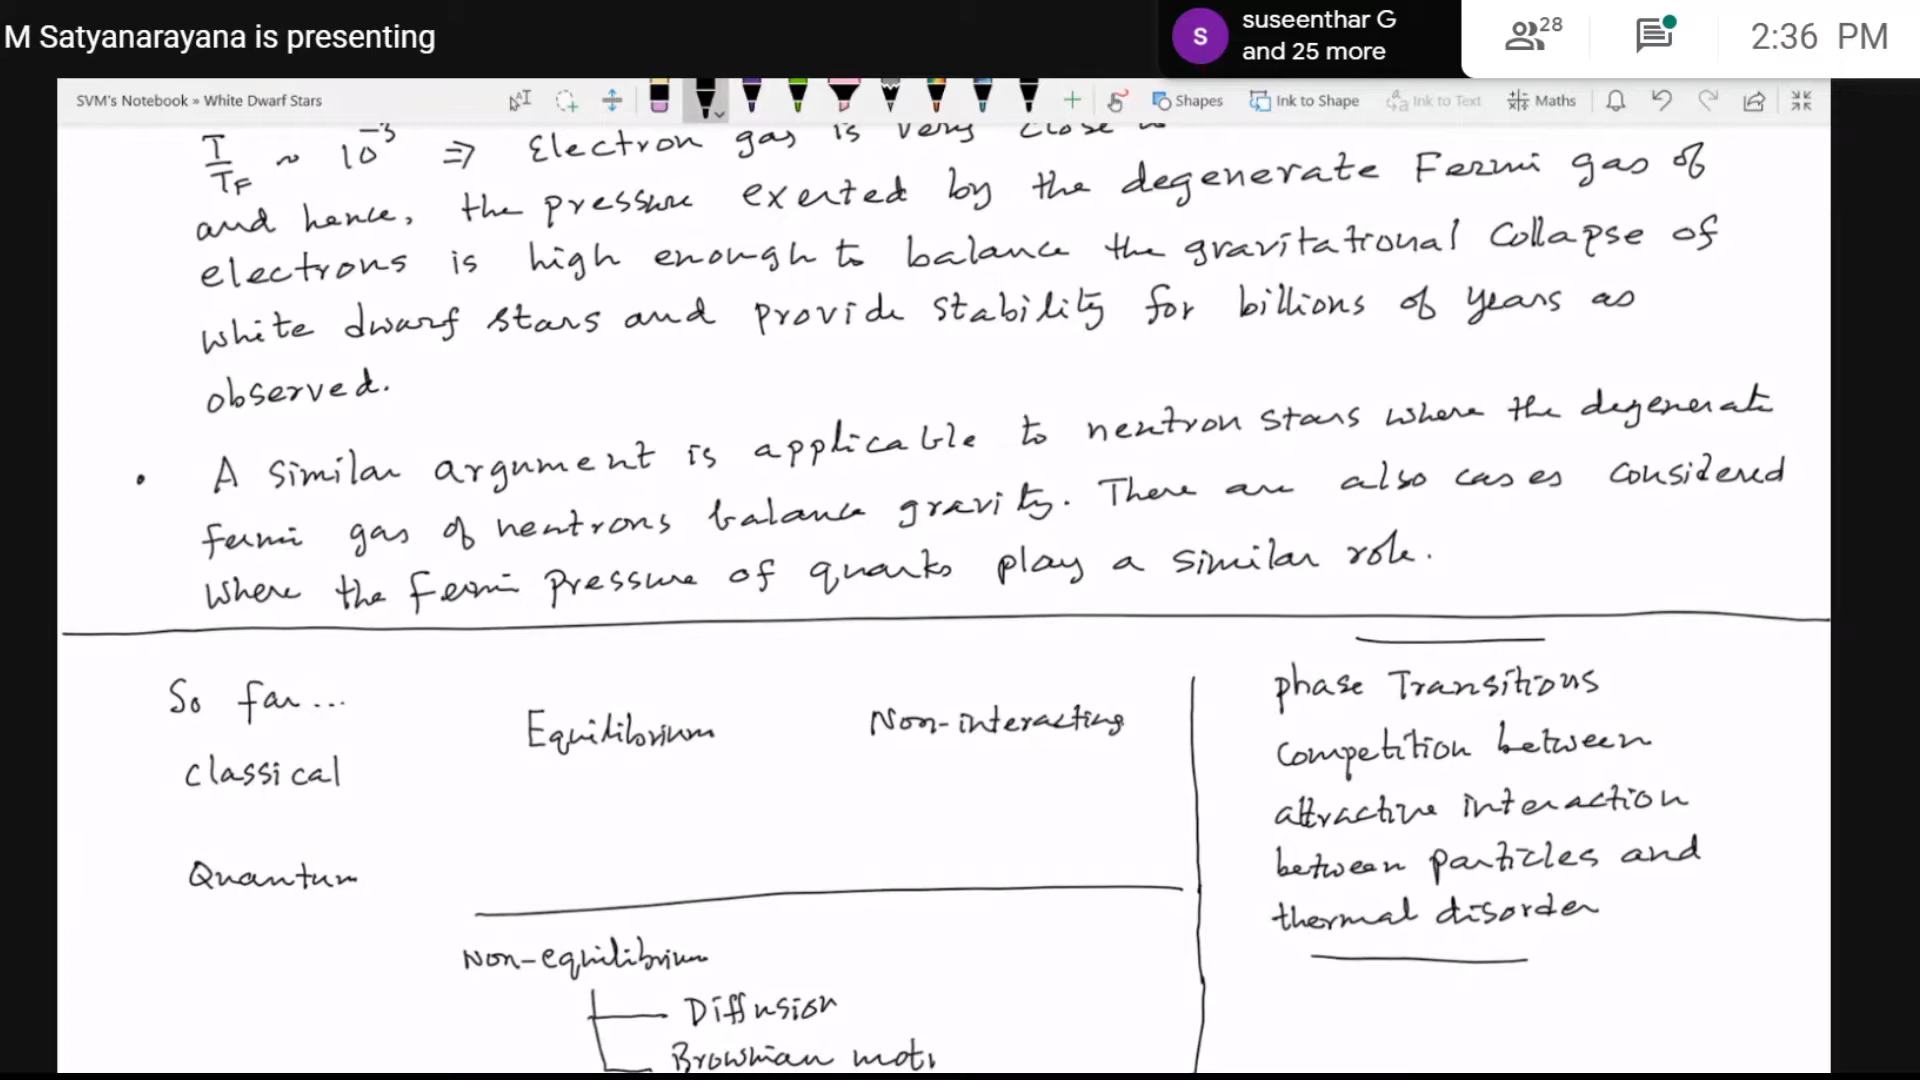 M Satyanarayana is presenting
S
suseenthar G
and 25 more
28
2:36 PM
SVM's Notebook » White Dwarf Stars
Shapes
Ink to Shape
Ink to Text
Maths
T/T_F ~ 10^-3 ⇒ Electron gas is very close to
and hence, the pressure exerted by the degenerate Fermi gas of
electrons is high enough to balance the gravitational collapse of
white dwarf stars and provide stability for billions of years as
observed.
• A similar argument is applicable to neutron stars where the degenerate
fermi gas of neutrons balance gravity. There are also cases considered
where the fermi pressure of quarks play a similar role.
So far...
Equilibrium Non-interacting
Classical
Quantum
Non-equilibrium
Diffusion
Brownian moti
phase Transitions
competition between
attractive interaction
between particles and
thermal disorder